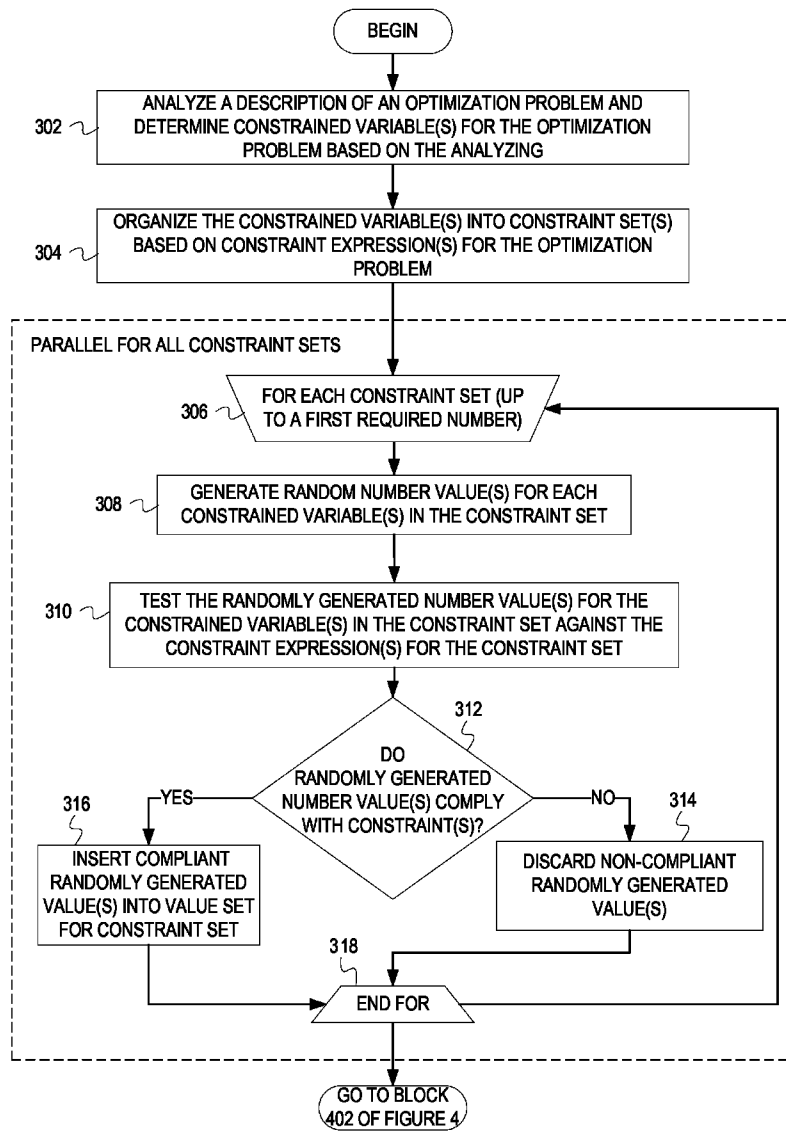 BEGIN
302
ANALYZE A DESCRIPTION OF AN OPTIMIZATION PROBLEM AND
DETERMINE CONSTRAINED VARIABLE(S) FOR THE OPTIMIZATION
PROBLEM BASED ON THE ANALYZING
304
ORGANIZE THE CONSTRAINED VARIABLE(S) INTO CONSTRAINT SET(S)
BASED ON CONSTRAINT EXPRESSION(S) FOR THE OPTIMIZATION
PROBLEM
PARALLEL FOR ALL CONSTRAINT SETS
306
FOR EACH CONSTRAINT SET (UP
TO A FIRST REQUIRED NUMBER)
308
GENERATE RANDOM NUMBER VALUE(S) FOR EACH
CONSTRAINED VARIABLE(S) IN THE CONSTRAINT SET
310
TEST THE RANDOMLY GENERATED NUMBER VALUE(S) FOR THE
CONSTRAINED VARIABLE(S) IN THE CONSTRAINT SET AGAINST THE
CONSTRAINT EXPRESSION(S) FOR THE CONSTRAINT SET
312
DO
RANDOMLY GENERATED
NUMBER VALUE(S) COMPLY
WITH CONSTRAINT(S)?
YES
NO
316
INSERT COMPLIANT
RANDOMLY GENERATED
VALUE(S) INTO VALUE SET
FOR CONSTRAINT SET
314
DISCARD NON-COMPLIANT
RANDOMLY GENERATED
VALUE(S)
318
END FOR
GO TO BLOCK
402 OF FIGURE 4